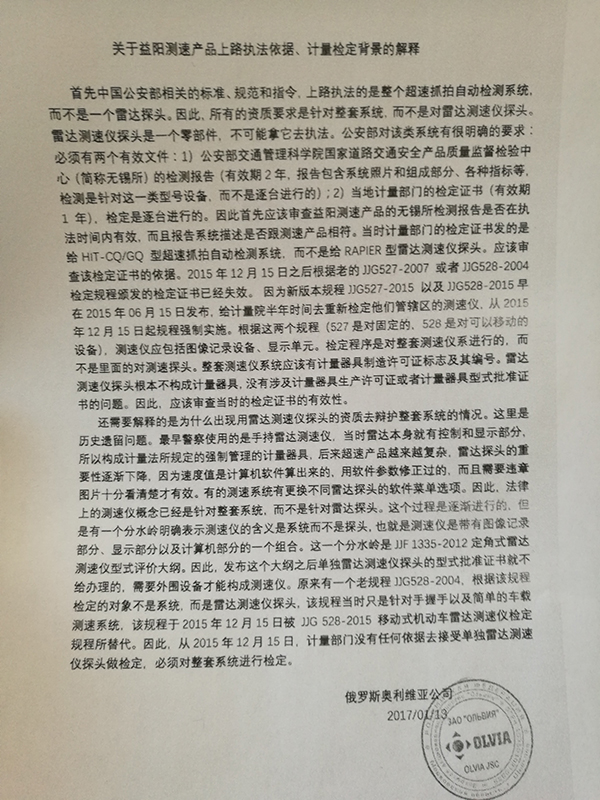 关于益阳测速产品上路执法依据、计量检定背景的解释
首先中国公安部相关的标准、规范和指令，上路执法的是整个超速抓拍自动检测系统，
而不是一个雷达探头。因此，所有的资质要求是针对整套系统，而不是对雷达测速仪探头。
雷达测速仪探头是一个零部件，不可能拿它去执法。公安部对该类系统有很明确的要求：
必须有两个有效文件：1）公安部交通管理科学院国家道路交通安全产品质量监督检验中
心（简称无锡所）的检测报告（有效期2年，报告包含系统照片和组成部分、各种指标等，
检测是针对这一类型号设备，而不是逐台进行的）；2）当地计量部门的检定证书（有效期
1 年），检定是逐台进行的。因此首先应该审查益阳测速产品的无锡所检测报告是否在执
法时间内有效，而且报告系统描述是否跟测速产品相符。当时计量部门的检定证书发的是
给 HIT-CQ/GQ 型超速抓拍自动检测系统，而不是给 RAPIER 型雷达测速仪探头。应该审
查该检定证书的依据。2015 年 12 月 15 日之后根据老的 JJG527-2007 或者 JJG528-2004
检定规程颁发的检定证书已经失效。 因为新版本规程 JJG527-2015 以及 JJG528-2015 早
在 2015 年 06 月 15 日发布，给计量院半年时间去重新检定他们管辖区的测速仪，从 2015
年 12 月 15 日起规程强制实施。根据这两个规程（527 是对固定的，528 是对可以移动的
设备），测速仪应包括图像记录设备、显示单元。检定程序是对整套测速仪系进行的，而
不是里面的对测速探头。整套测速仪系统应该有计量器具制造许可证标志及其编号。雷达
测速仪探头根本不构成计量器具，没有涉及计量器具生产许可证或者计量器具型式批准证
书的问题。因此，应该审查当时的检定证书的有效性。
还需要解释的是为什么出现用雷达测速仪探头的资质去辩护整套系统的情况。这里是
历史遗留问题。最早警察使用的是手持雷达测速仪，当时雷达本身就有控制和显示部分，
所以构成计量法所规定的强制管理的计量器具，后来超速产品越来越复杂，雷达探头的重
要性逐渐下降，因为速度值是计算机软件算出来的、用软件参数修正过的，而且需要违章
图片十分看清楚才有效。有的测速系统有更换不同雷达探头的软件菜单选项。因此，法律
上的测速仪概念已经是针对整套系统，而不是针对雷达探头。这个过程是逐渐进行的，但
是有一个分水岭明确表示测速仪的含义是系统而不是探头，也就是测速仪是带有图像记录
部分、显示部分以及计算机部分的一个组合。这一个分水岭是 JJF 1335-2012 定角式雷达
测速仪型式评价大纲。因此，发布这个大纲之后单独雷达测速仪探头的型式批准证书就不
给办理的，需要外围设备才能构成测速仪。原来有一个老规程 JJG528-2004，根据该规程
检定的对象不是系统，而是雷达测速仪探头，该规程当时只是针对手握手以及简单的车载
测速系统，该规程于 2015 年 12 月 15 日被 JJG 528-2015 移动式机动车雷达测速仪检定
规程所替代。因此，从 2015 年 12 月 15 日，计量部门没有任何依据去接受单独雷达测速
仪探头做检定，必须对整套系统进行检定。
俄罗斯奥利维亚公司
2017/01/13
ЗАО "ОЛЬВИЯ"
OLVIA
OLVIA JSC